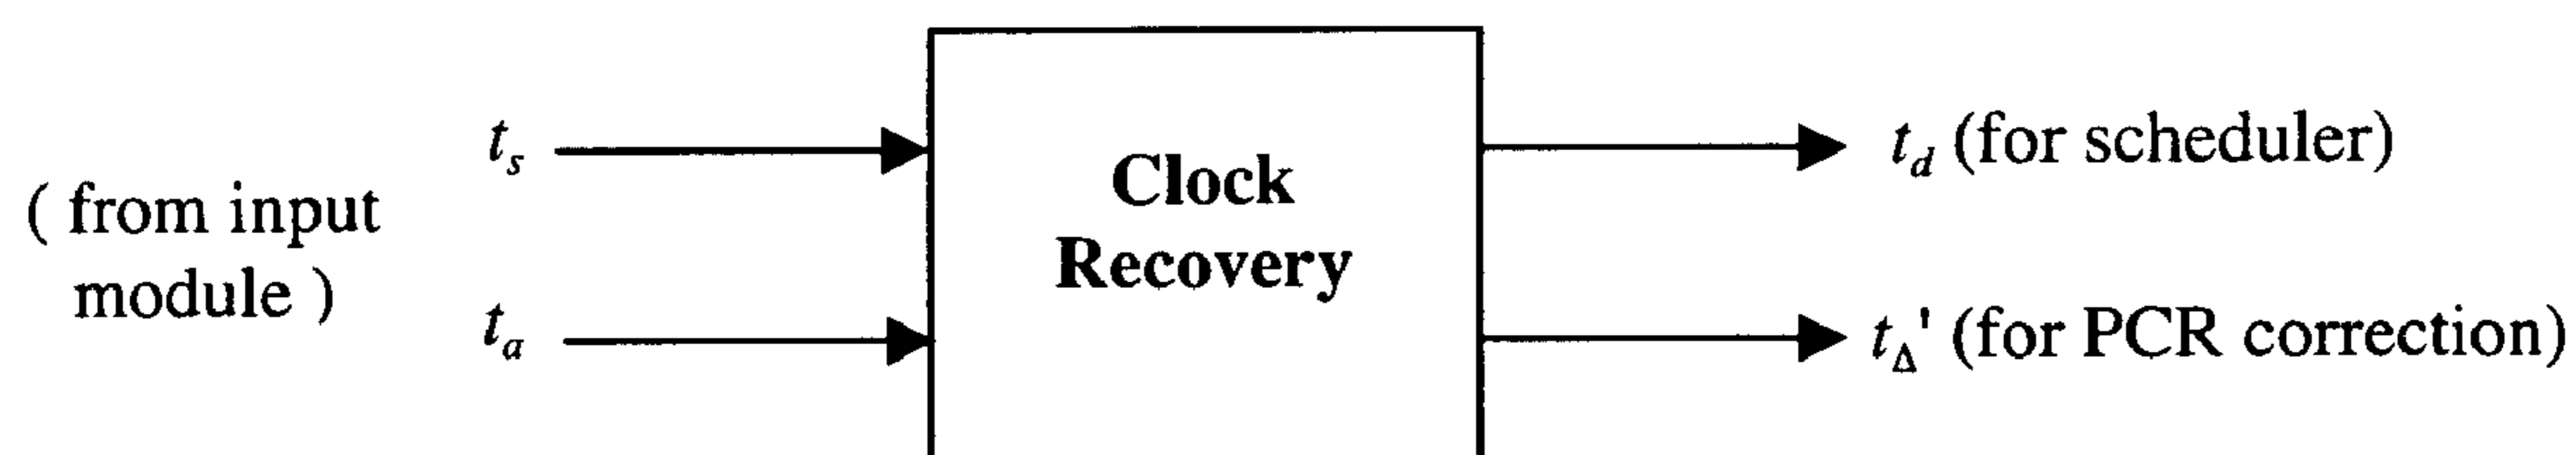 t_s
( from input
module )
t_a
Clock
Recovery
t_d (for scheduler)
t_Δ' (for PCR correction)